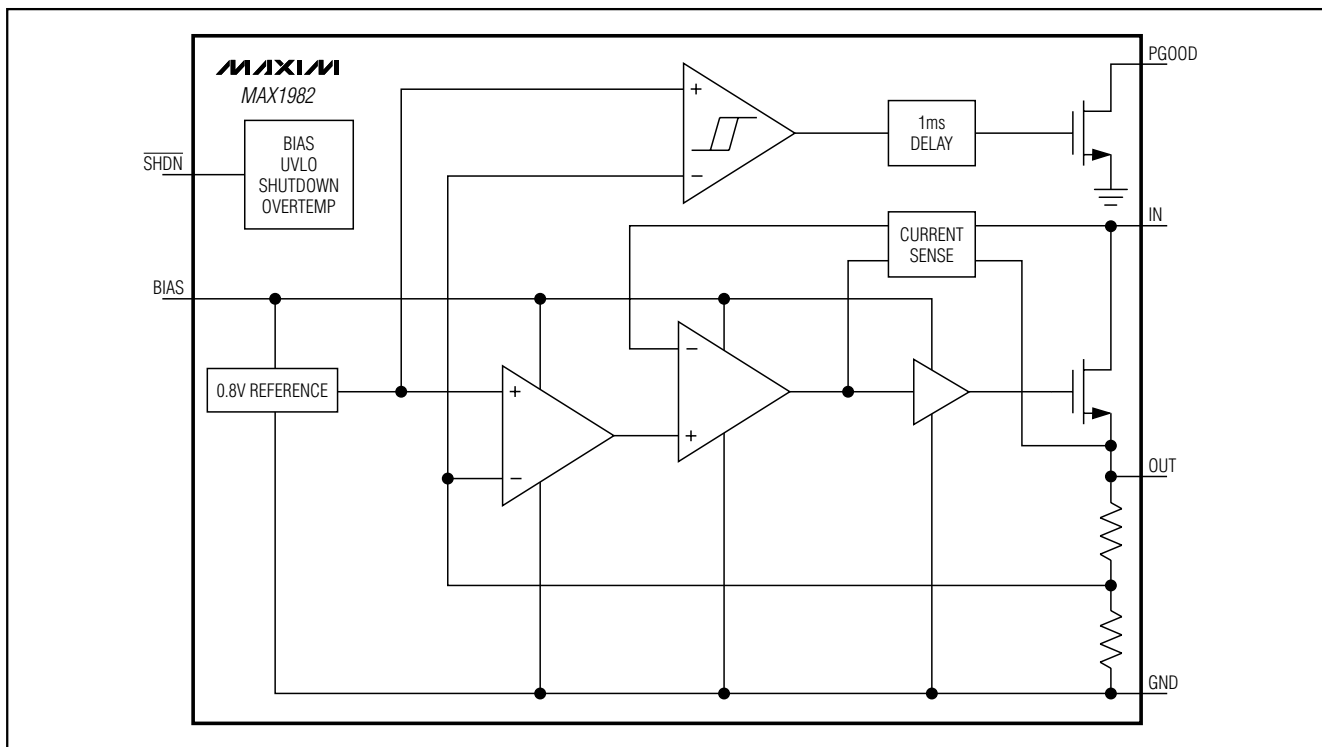 MAXIM
MAX1982
PGOOD
+
1ms
DELAY
BIAS
UVLO
SHUTDOWN
OVERTEMP
SHDN
−
IN
CURRENT
SENSE
BIAS
−
0.8V REFERENCE
+
+
−
OUT
GND